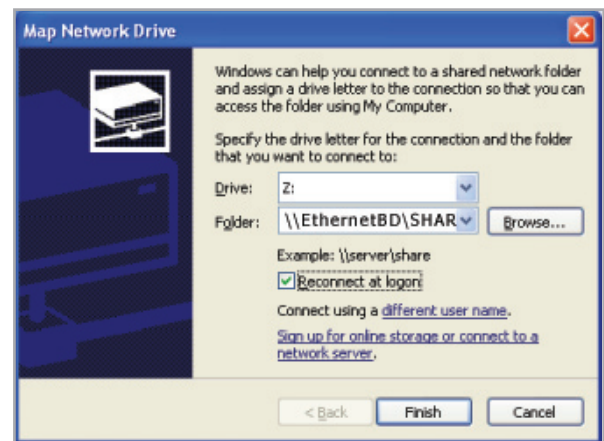 Map Network Drive
Windows can help you connect to a shared network folder
and assign a drive letter to the connection so that you can
access the folder using My Computer.
Specify the drive letter for the connection and the folder
that you want to connect to:
Drive: Z:
Folder: \\EthernetBD\SHAR Browse...
Example: \\server\share
Reconnect at logon
Connect using a different user name.
Sign up for online storage or connect to a
network server.
< Back Finish Cancel